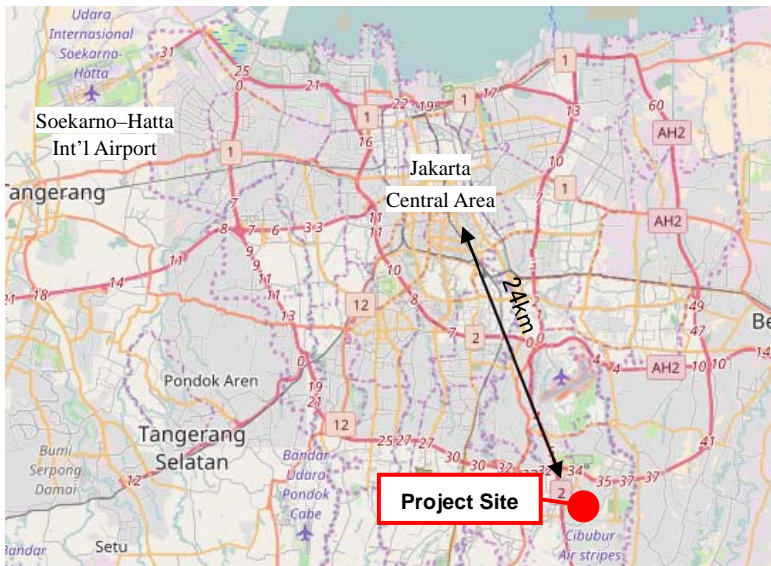 Udara
Internasional
Soekarno-
Hatta
31
25
0
21
22
19
1
17
1
13
60
Soekarno–Hatta
Int'l Airport
1
1
16
AH2
Tangerang
7
Jakarta
Central Area
10
1
AH2
8
7
6
3
3
11
11
9
9
11
14
18
21
11
13
10
8
12
7
2
24km
49
47
Be
0
0
4
4
AH2
10
10
14
Pondok Aren
0
19
21
12
Tangerang
Selatan
Bumi
Serpong
Damai
12
25
27
27
30
30
32
32
34
35
37
37
41
Bandar
Udara
Pondok
Cabe
Project Site
2
Cibubur
Air stripes
Setu
Bandar